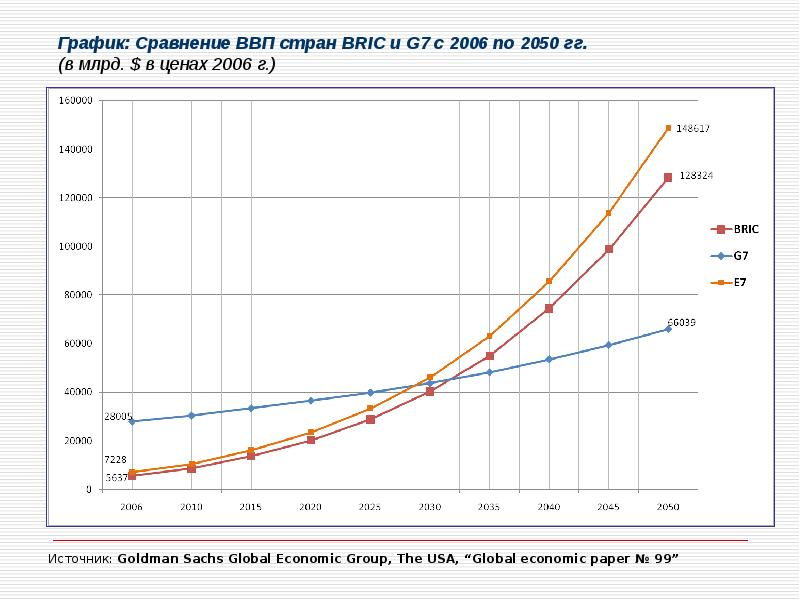 График: Сравнение ВВП стран BRIC и G7 с 2006 по 2050 гг.
(в млрд. $ в ценах 2006 г.)
160000
140000
120000
100000
80000
60000
40000
20000
0
148617
128324
66039
28005
7228
5637
BRIC
G7
E7
2006 2010 2015 2020 2025 2030 2035 2040 2045 2050
Источник: Goldman Sachs Global Economic Group, The USA, “Global economic paper № 99”